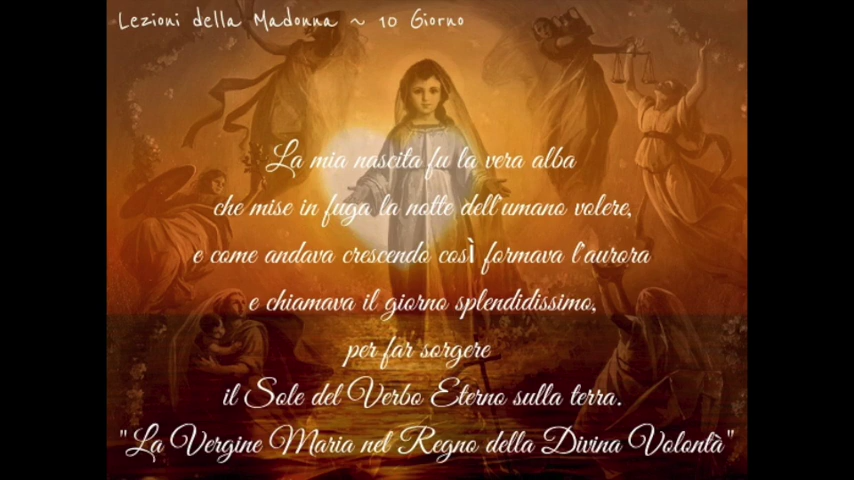 Lezioni della Madonna ~ 10 Giorno
La mia nascita fu la vera alba
che mise in fuga la notte dell'umano volere,
e come andava crescendo così formava l'aurora
e chiamava il giorno splendidissimo,
per far sorgere
il Sole del Verbo Eterno sulla terra.
"La Vergine Maria nel Regno della Divina Volontà"